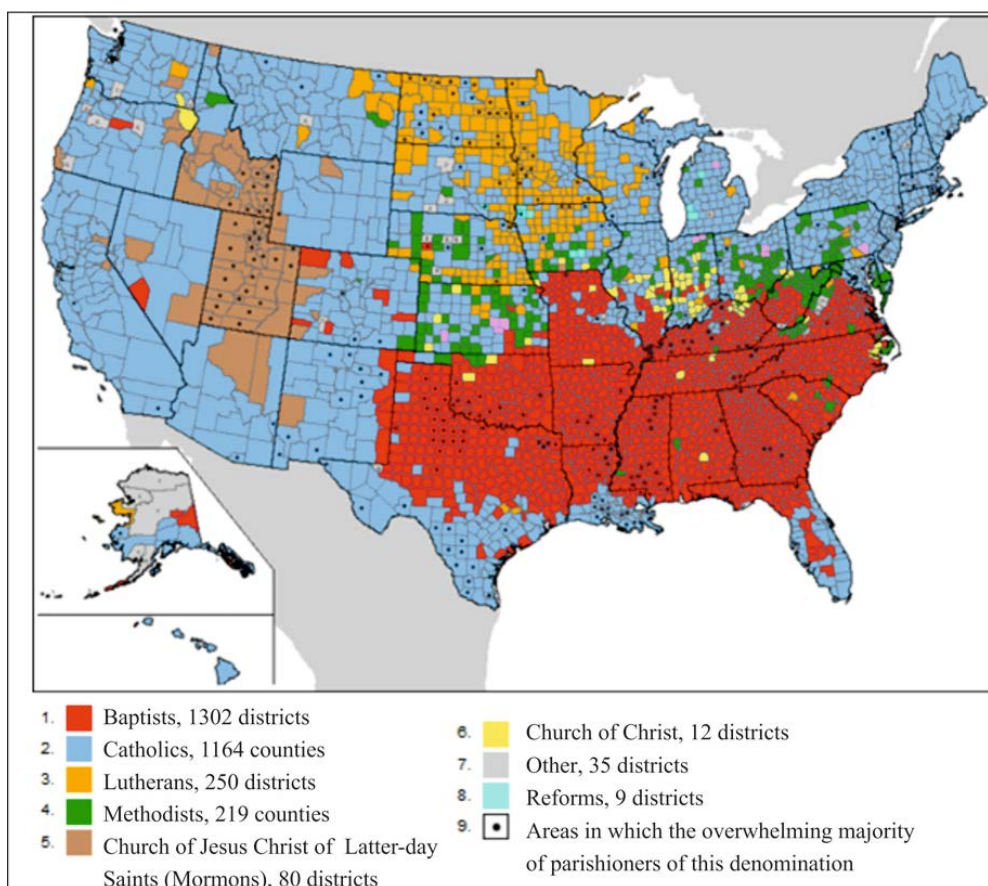 1. Baptists, 1302 districts
2. Catholics, 1164 counties
3. Lutherans, 250 districts
4. Methodists, 219 counties
5. Church of Jesus Christ of Latter-day
Saints (Mormons), 80 districts
6. Church of Christ, 12 districts
7. Other, 35 districts
8. Reforms, 9 districts
9. Areas in which the overwhelming majority
of parishioners of this denomination